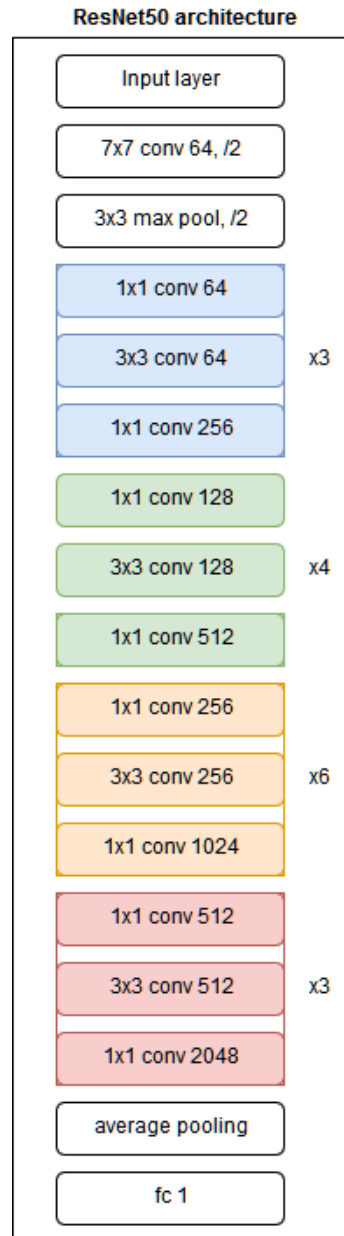 ResNet50 architecture
Input layer
7x7 conv 64, /2
3x3 max pool, /2
1x1 conv 64
3x3 conv 64
x3
1x1 conv 256
1x1 conv 128
3x3 conv 128
x4
1x1 conv 512
1x1 conv 256
3x3 conv 256
x6
1x1 conv 1024
1x1 conv 512
3x3 conv 512
x3
1x1 conv 2048
average pooling
fc 1